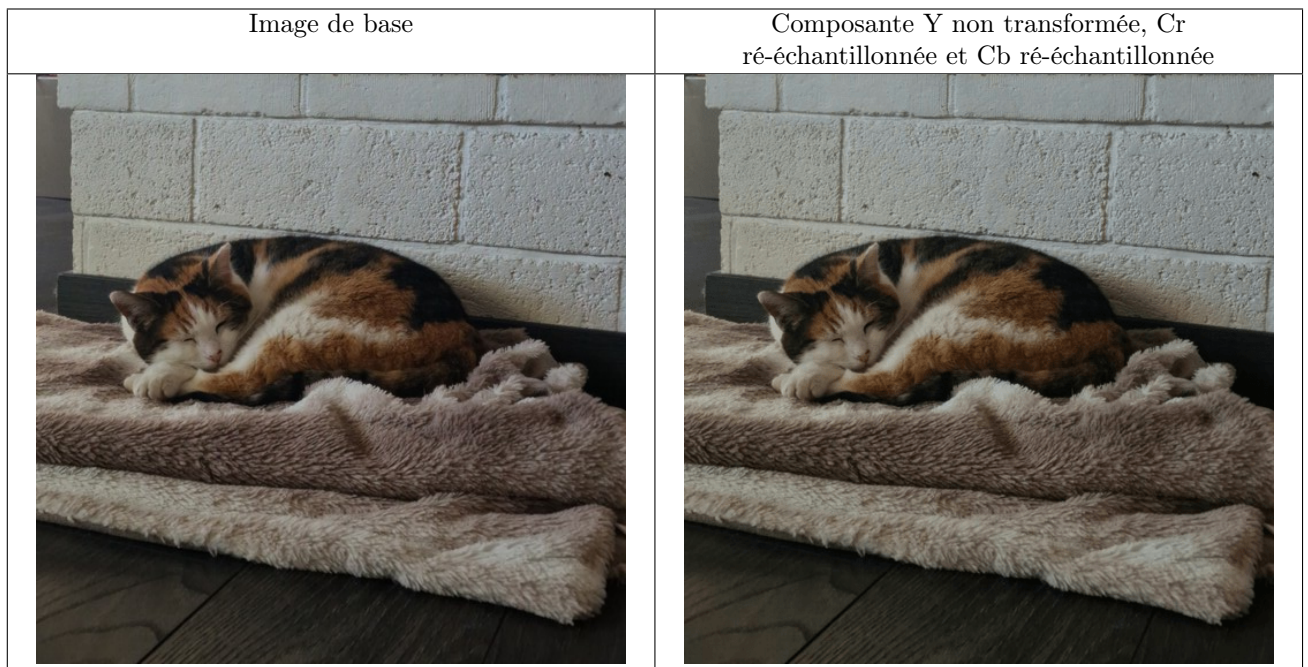 Image de base
Composante Y non transformée, Cr
ré-échantillonnée et Cb ré-échantillonnée